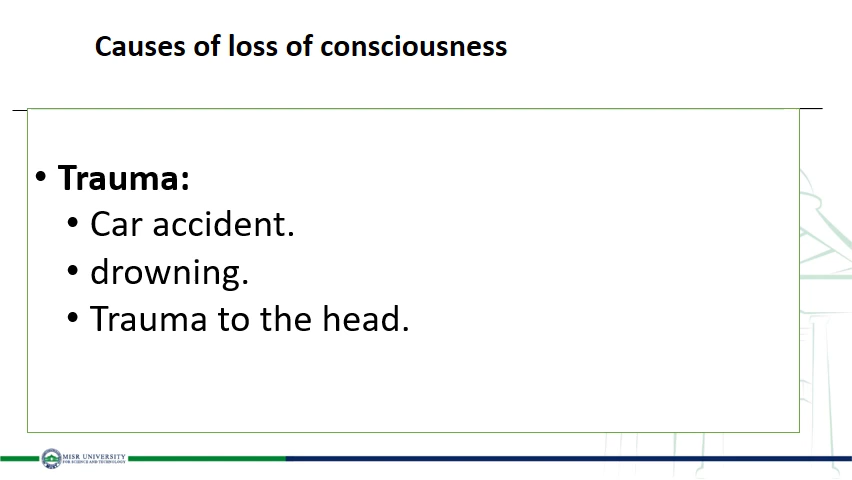 Causes of loss of consciousness
• Trauma:
• Car accident.
• drowning.
• Trauma to the head.
MISR UNIVERSITY
FOR SCIENCE AND TECHNOLOGY